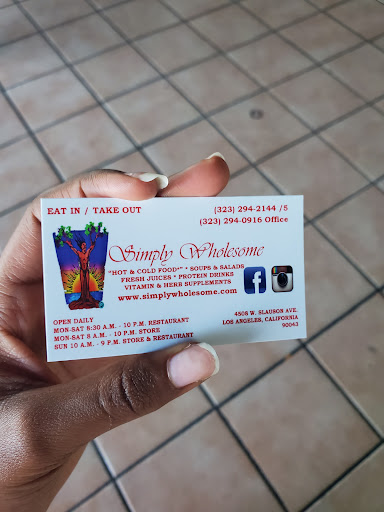 EAT IN / TAKE OUT
(323) 294-2144 /5
(323) 294-0916 Office
Simply Wholesome
"HOT & COLD FOOD*" * SOUPS & SALADS
FRESH JUICES * PROTEIN DRINKS
VITAMIN & HERB SUPPLEMENTS
www.simplywholesome.com
f
OPEN DAILY
MON-SAT 8:30 A.M. - 10 P.M. RESTAURANT
MON-SAT 8 A.M. - 10 P.M. STORE
SUN 10 A.M. - 9 P.M. STORE & RESTAURANT
4508 W. SLAUSON AVE.
LOS ANGELES, CALIFORNIA
90043